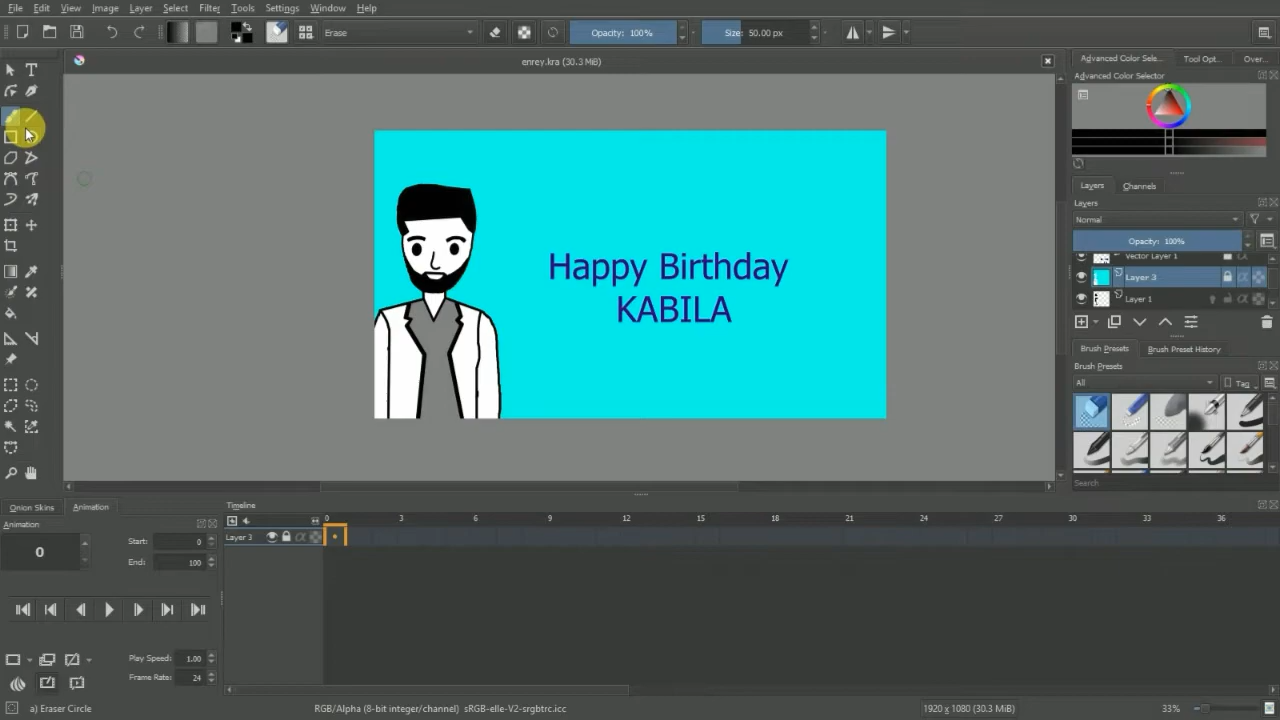 File Edit View Image Layer Select Filter Tools Settings Window Help
Erase Opacity: 100% Size: 50.00 px
enrey.kra (30.3 MiB)
Advanced Color Sele... Tool Opt... Over...
Advanced Color Selector
Happy Birthday
KABILA
Layers Channels
Layers
Normal
Opacity: 100%
Vector Layer 1
Layer 3
Layer 1
Brush Presets Brush Preset History
Brush Presets
All Tag
Search
Onion Skins Animation
Animation
0
Start: 0
End: 100
Play Speed: 1.00
Frame Rate: 24
Timeline
0 3 6 9 12 15 18 21 24 27 30 33 36
Layer 3
a) Eraser Circle RGB/Alpha (8-bit integer/channel) sRGB-elle-V2-srgbtrc.icc 1920 x 1080 (30.3 MiB) 33%